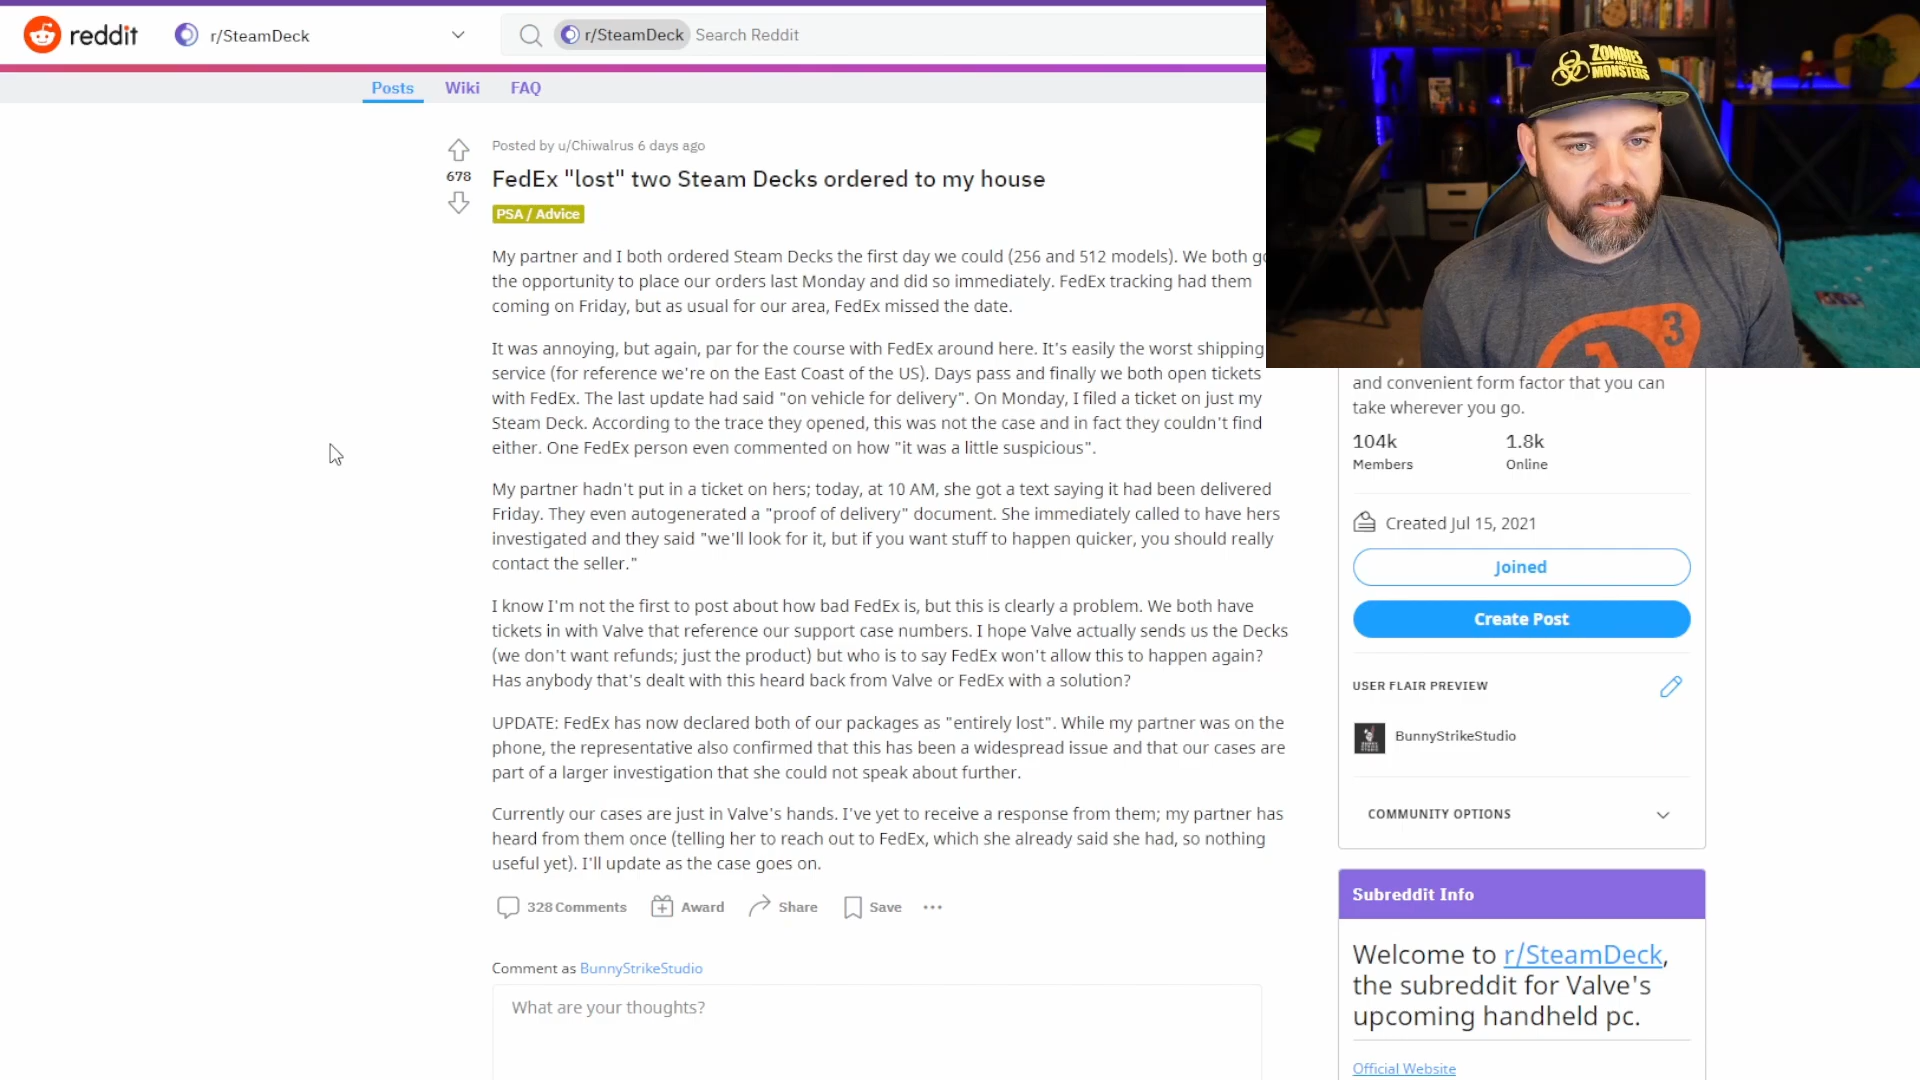 reddit
r/SteamDeck
r/SteamDeck
Search Reddit
Posts
Wiki
FAQ
Posted by u/Chiwalrus 6 days ago
678
FedEx "lost" two Steam Decks ordered to my house
PSA / Advice
My partner and I both ordered Steam Decks the first day we could (256 and 512 models). We both
the opportunity to place our orders last Monday and did so immediately. FedEx tracking had them
coming on Friday, but as usual for our area, FedEx missed the date.
It was annoying, but again, par for the course with FedEx around here. It's easily the worst shipping
service (for reference we're on the East Coast of the US). Days pass and finally we both open tickets
with FedEx. The last update had said "on vehicle for delivery". On Monday, I filed a ticket on just my
Steam Deck. According to the trace they opened, this was not the case and in fact they couldn't find
either. One FedEx person even commented on how "it was a little suspicious".
My partner hadn't put in a ticket on hers; today, at 10 AM, she got a text saying it had been delivered
Friday. They even autogenerated a "proof of delivery" document. She immediately called to have hers
investigated and they said "we'll look for it, but if you want stuff to happen quicker, you should really
contact the seller."
I know I'm not the first to post about how bad FedEx is, but this is clearly a problem. We both have
tickets in with Valve that reference our support case numbers. I hope Valve actually sends us the Decks
(we don't want refunds; just the product) but who is to say FedEx won't allow this to happen again?
Has anybody that's dealt with this heard back from Valve or FedEx with a solution?
UPDATE: FedEx has now declared both of our packages as "entirely lost". While my partner was on the
phone, the representative also confirmed that this has been a widespread issue and that our cases are
part of a larger investigation that she could not speak about further.
Currently our cases are just in Valve's hands. I've yet to receive a response from them; my partner has
heard from them once (telling her to reach out to FedEx, which she already said she had, so nothing
useful yet). I'll update as the case goes on.
328 Comments
Award
Share
Save
Comment as BunnyStrikeStudio
What are your thoughts?
ZOMBIES
AND
MONSTERS
3
and convenient form factor that you can
take wherever you go.
104k
1.8k
Members
Online
Created Jul 15, 2021
Joined
Create Post
USER FLAIR PREVIEW
BunnyStrikeStudio
COMMUNITY OPTIONS
Subreddit Info
Welcome to r/SteamDeck,
the subreddit for Valve's
upcoming handheld pc.
Official Website